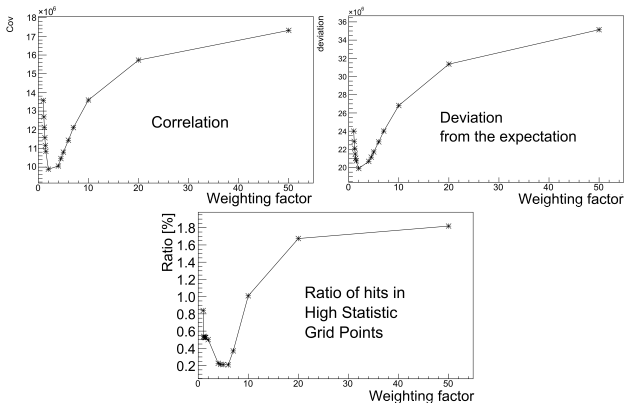 ×10⁶
Cov
18
17
16
15
14
13
12
11
10
0 10 20 30 40 50
Correlation
Weighting factor
×10⁶
deviation
36
34
32
30
28
26
24
22
20
0 10 20 30 40 50
Deviation
from the expectation
Weighting factor
Ratio [%]
1.8
1.6
1.4
1.2
1.0
0.8
0.6
0.4
0.2
0 10 20 30 40 50
Ratio of hits in
High Statistic
Grid Points
Weighting factor